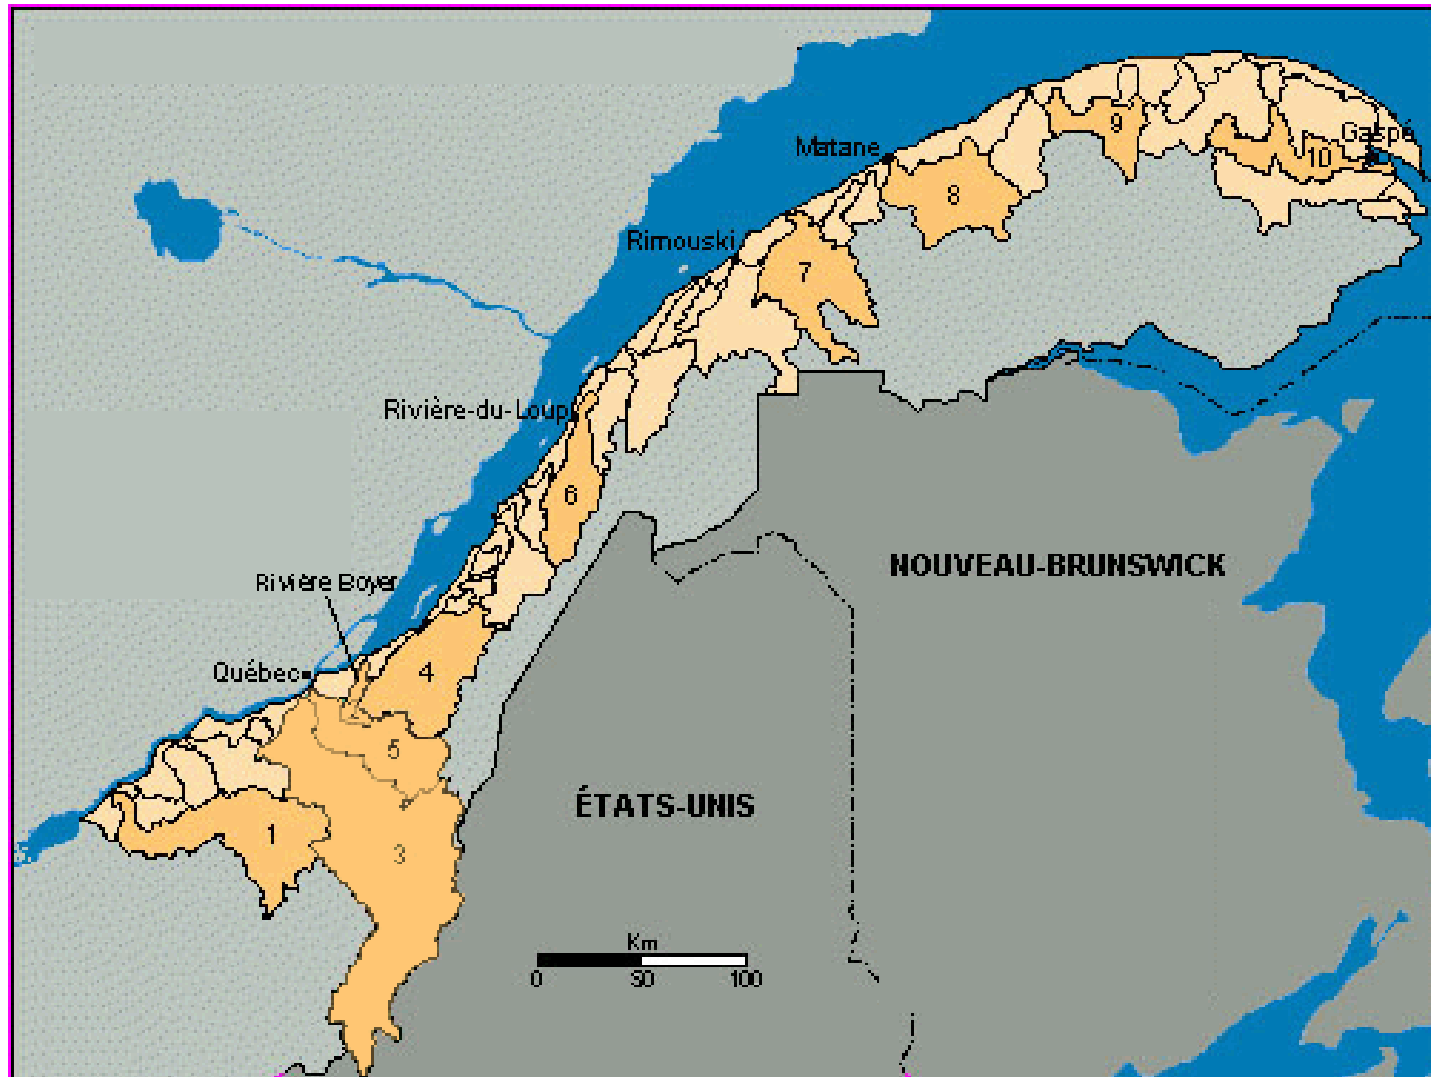 9
Gaspé
Matane
10
8
Rimouski
7
Rivière-du-Loup
6
NOUVEAU-BRUNSWICK
Rivière Boyer
Québec
4
5
ÉTATS-UNIS
1
3
Km
0 50 100